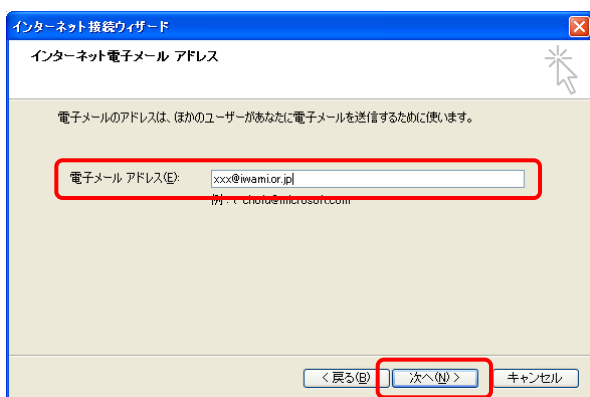 インターネット接続ウィザード
インターネット電子メール アドレス
電子メールのアドレスは、ほかのユーザーがあなたに電子メールを送信するために使います。
電子メール アドレス(E): xxx@iwami.or.jp
例 : t-chofu@microsoft.com
< 戻る(B) 次へ(N) > キャンセル